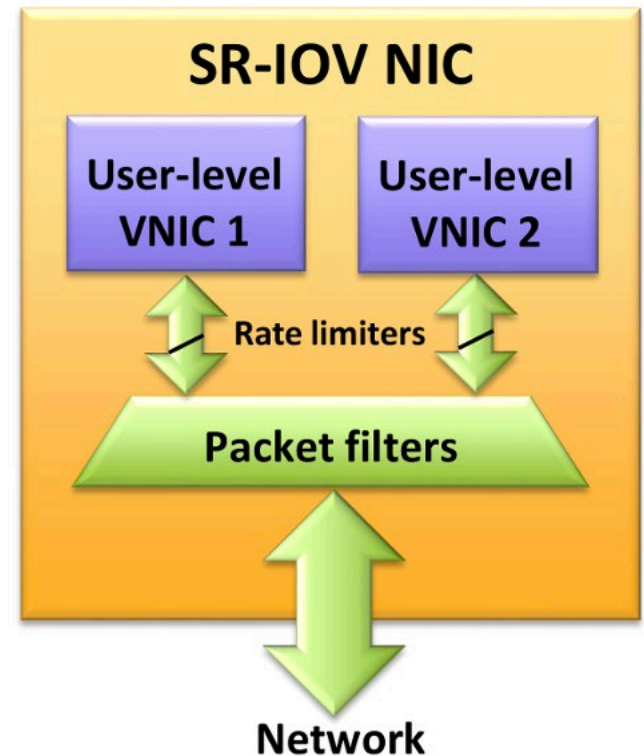 SR-IOV NIC
User-level
VNIC 1
User-level
VNIC 2
Rate limiters
Packet filters
Network